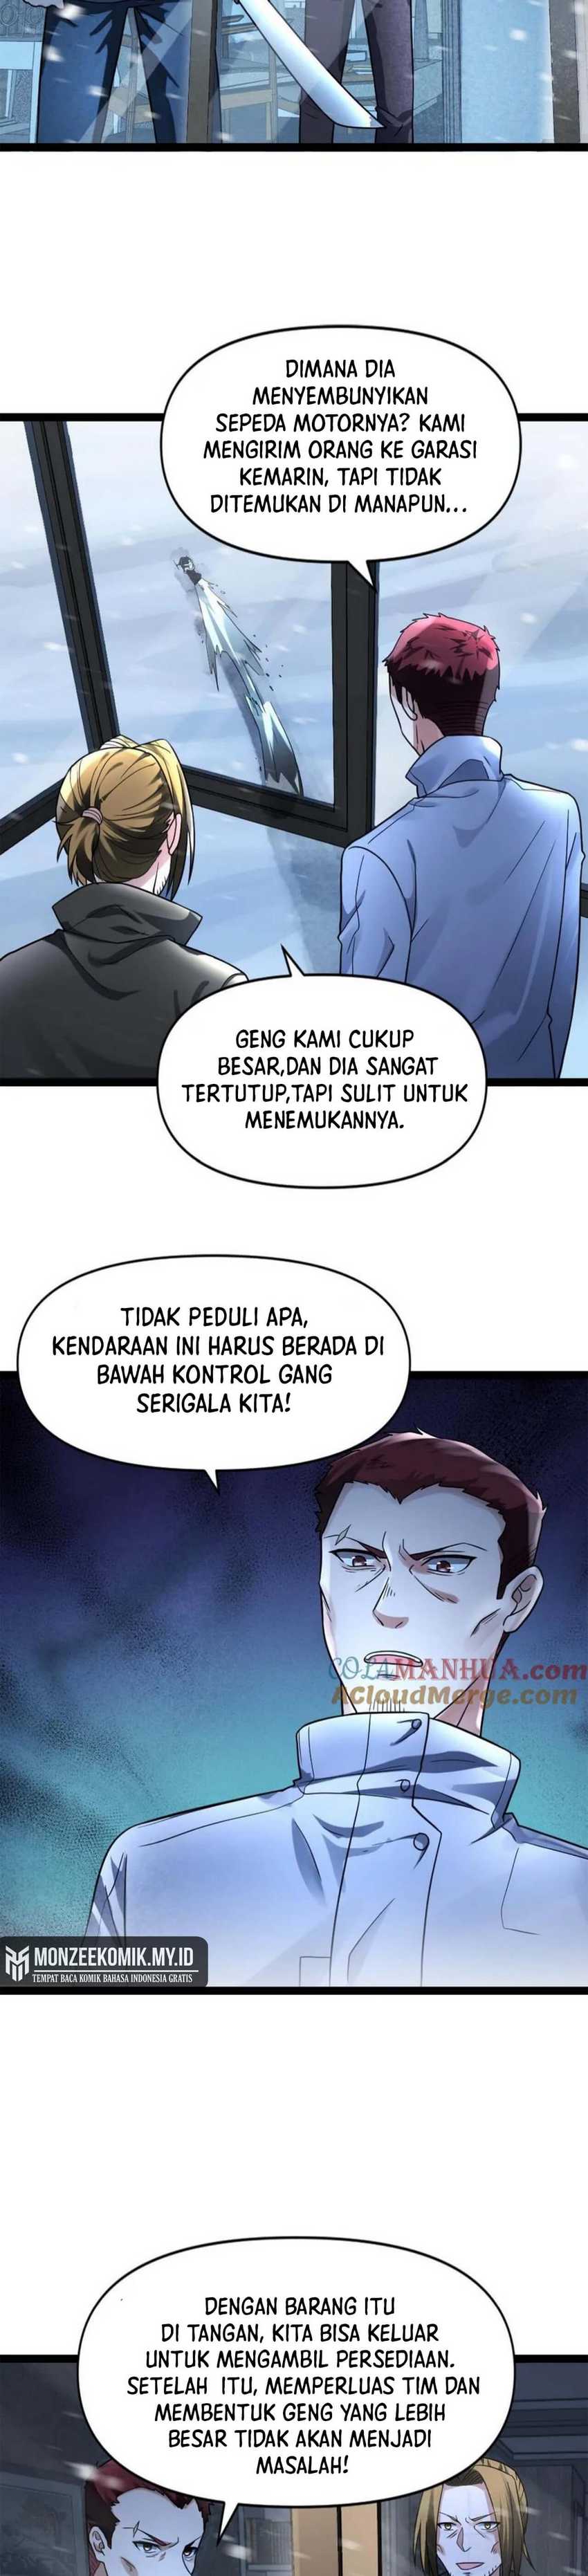 DIMANA DIA
MENYEMBUNYIKAN
SEPEDA MOTORNYA? KAMI
MENGIRIM ORANG KE GARASI
KEMARIN, TAPI TIDAK
DITEMUKAN DI MANAPUN...
GENG KAMI CUKUP
BESAR,DAN DIA SANGAT
TERTUTUP,TAPI SULIT UNTUK
MENEMUKANNYA.
TIDAK PEDULI APA,
KENDARAAN INI HARUS BERADA DI
BAWAH KONTROL GANG
SERIGALA KITA!
COLAMANHUA.com
ACloudMerge.com
MONZEEKOMIK.MY.ID
TEMPAT BACA KOMIK BAHASA INDONESIA GRATIS
DENGAN BARANG ITU
DI TANGAN, KITA BISA KELUAR
UNTUK MENGAMBIL PERSEDIAAN.
SETELAH ITU, MEMPERLUAS TIM DAN
MEMBENTUK GENG YANG LEBIH
BESAR TIDAK AKAN MENJADI
MASALAH!